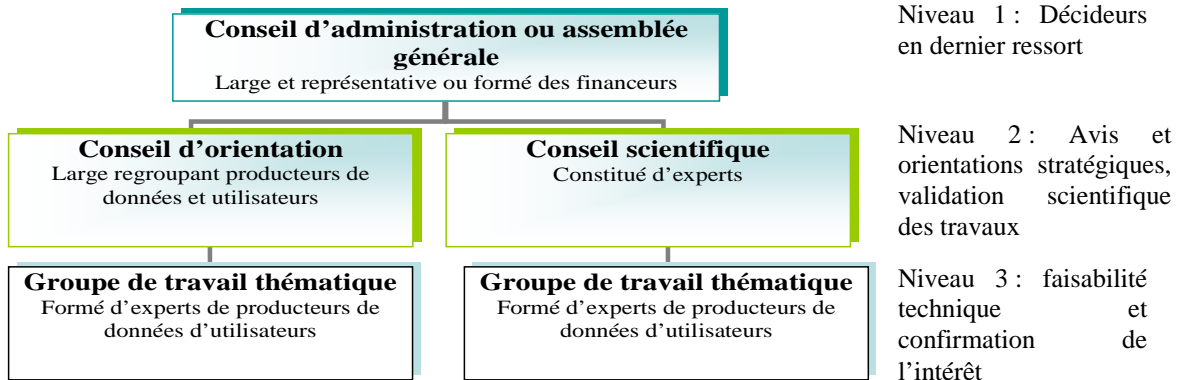 Conseil d'administration ou assemblée
générale
Large et représentative ou formé des financeurs
Niveau 1 : Décideurs
en dernier ressort
Conseil d'orientation
Large regroupant producteurs de
données et utilisateurs
Conseil scientifique
Constitué d'experts
Niveau 2 : Avis et
orientations stratégiques,
validation scientifique
des travaux
Groupe de travail thématique
Formé d'experts de producteurs de
données d'utilisateurs
Groupe de travail thématique
Formé d'experts de producteurs de
données d'utilisateurs
Niveau 3 : faisabilité
technique et
confirmation de
l'intérêt